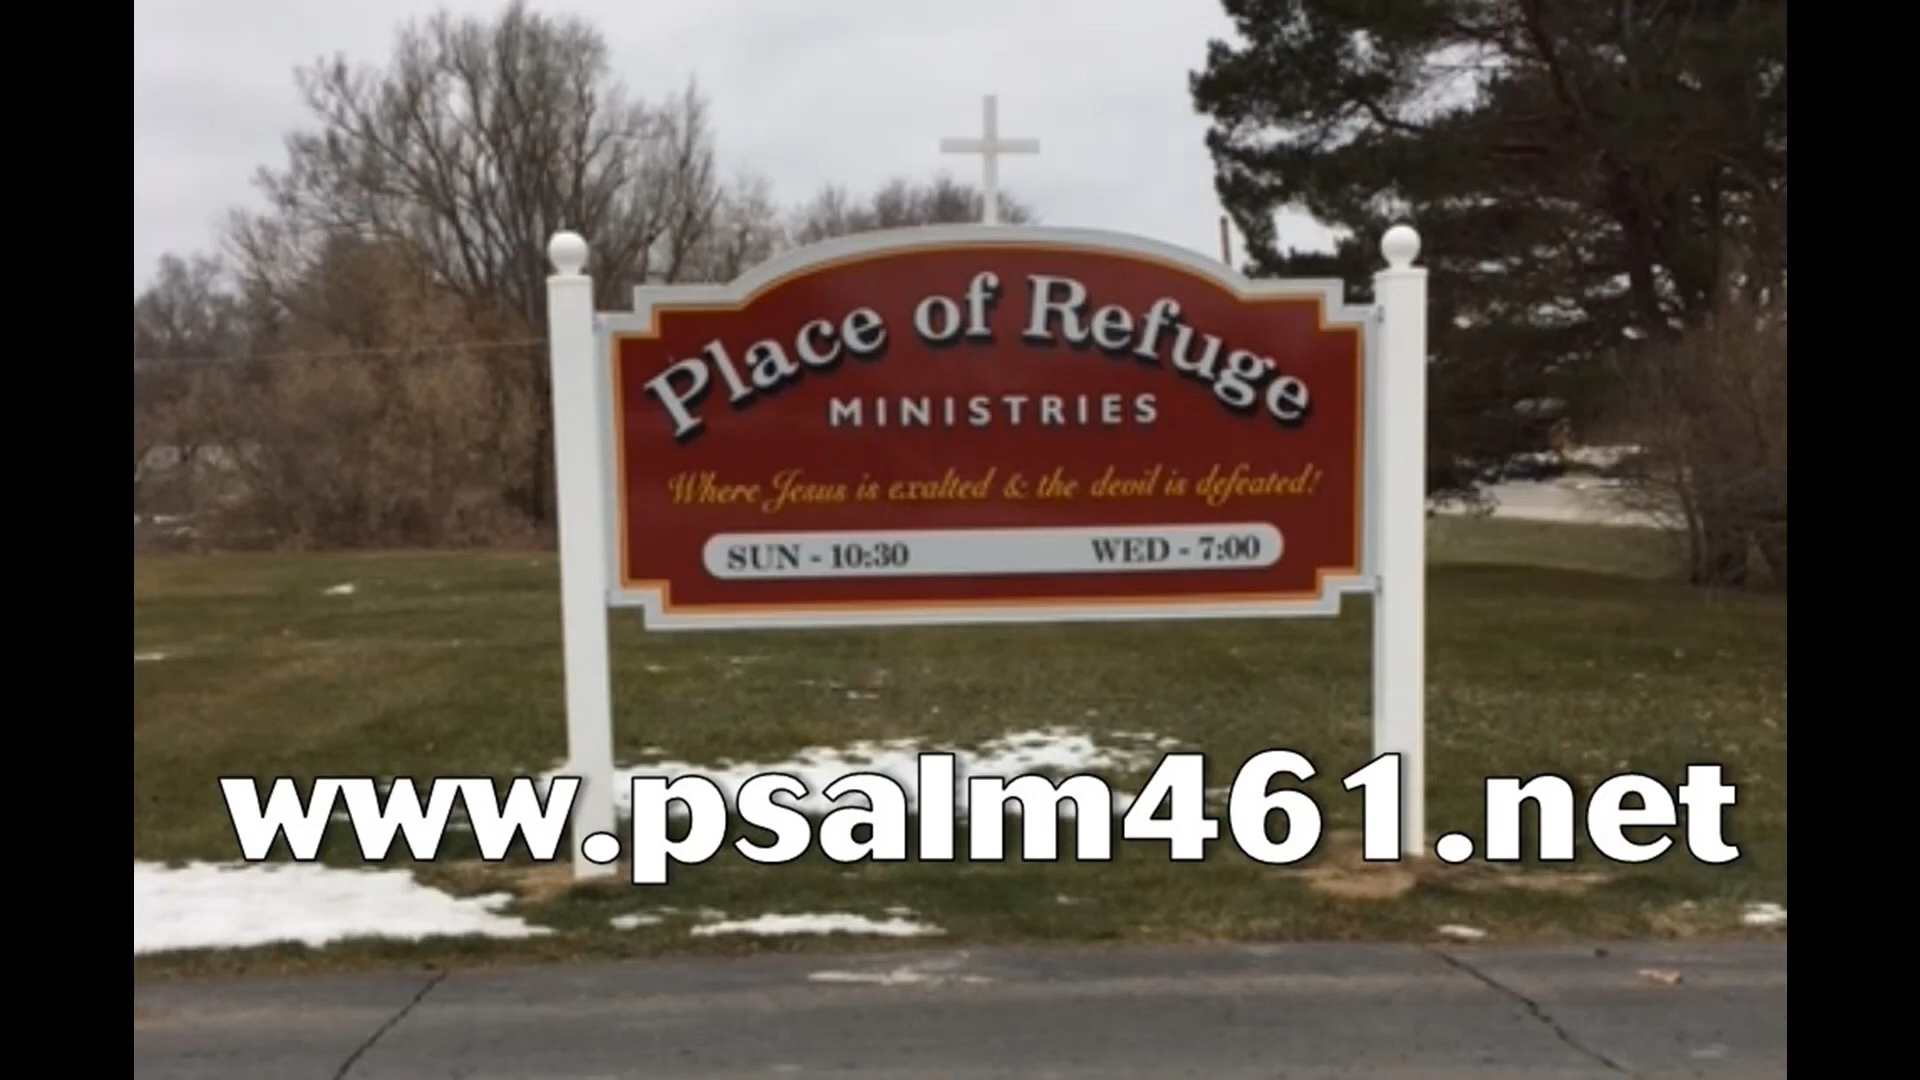 Place of Refuge
MINISTRIES
Where Jesus is exalted & the devil is defeated!
SUN - 10:30 WED - 7:00
www.psalm461.net